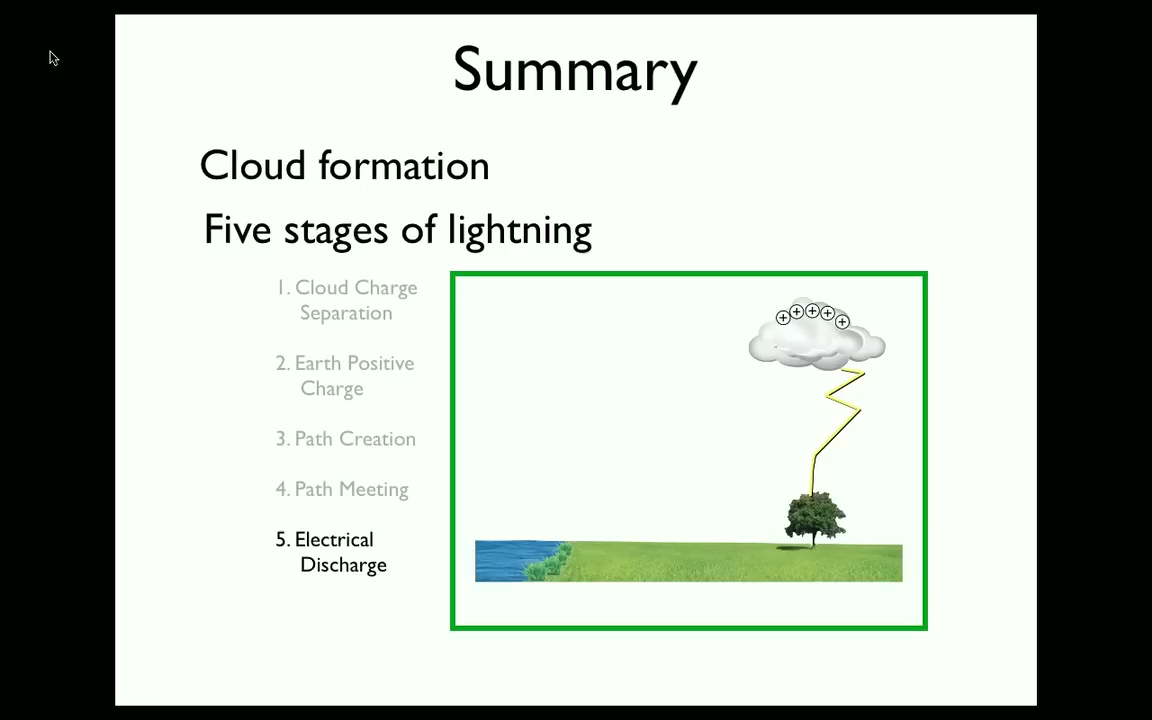 Summary
Cloud formation
Five stages of lightning
1. Cloud Charge
Separation
2. Earth Positive
Charge
3. Path Creation
4. Path Meeting
5. Electrical
Discharge
+ + + + +